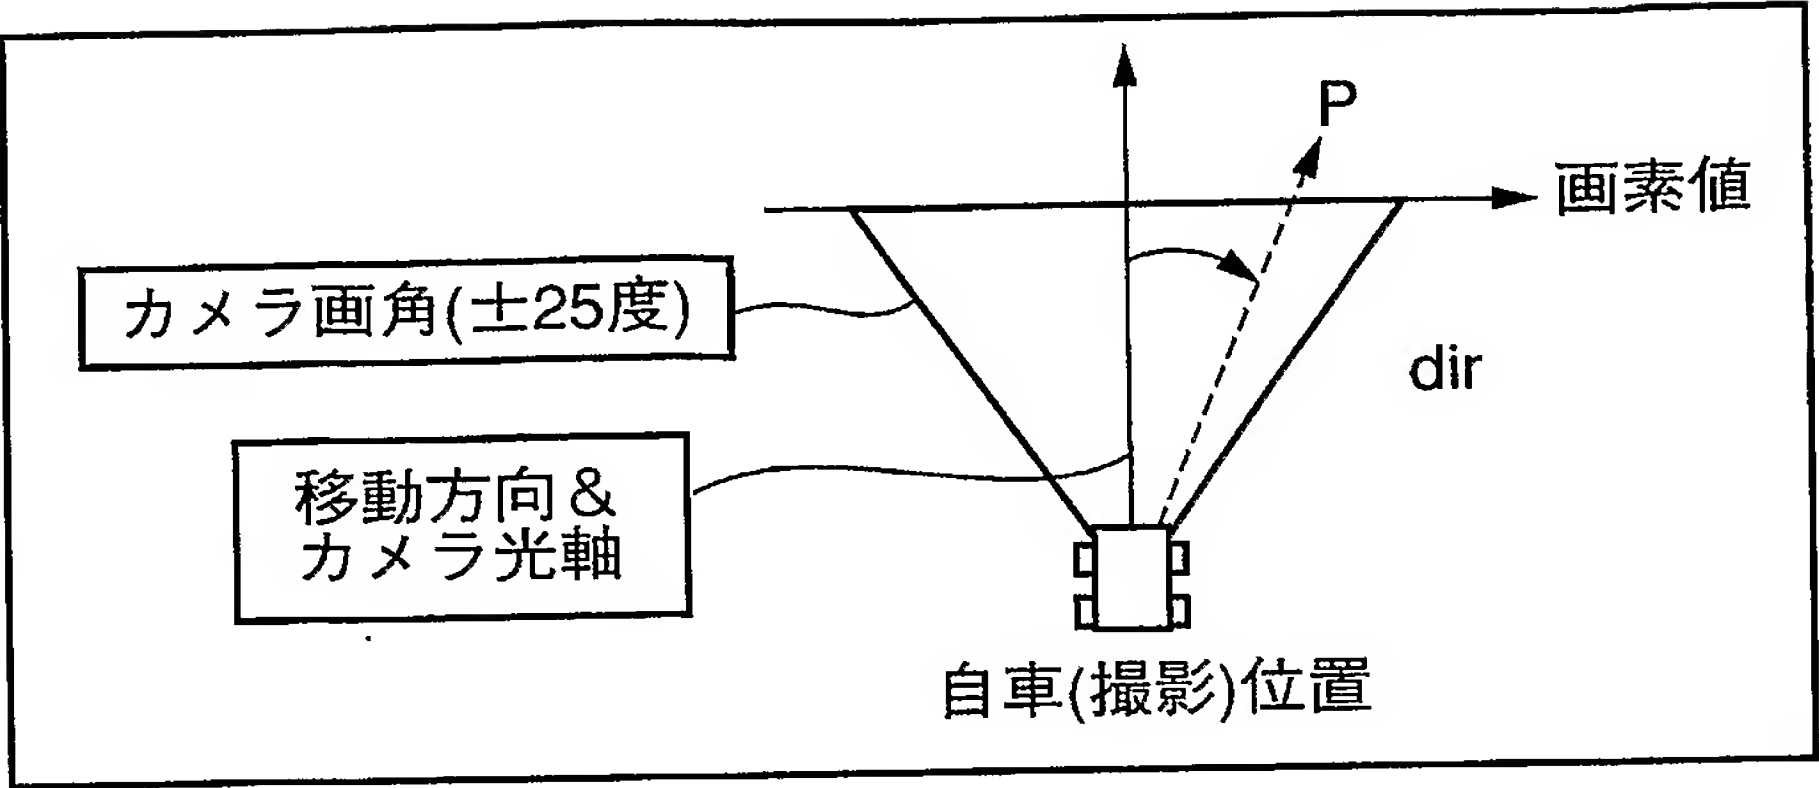 P
画素値
カメラ画角(±25度)
dir
移動方向&
カメラ光軸
自車(撮影)位置